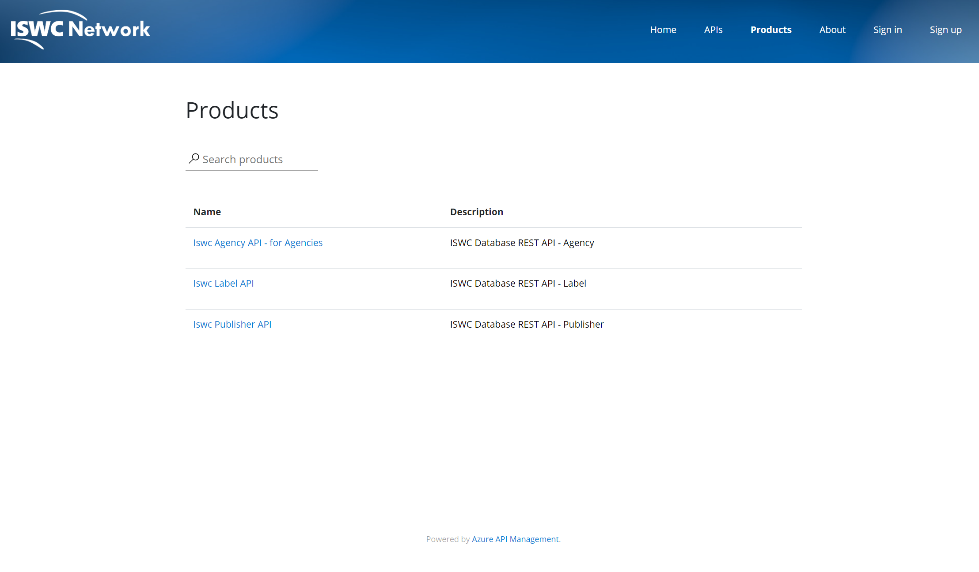 ISWC Network
Home APIs Products About Sign in Sign up
Products
Search products
Name Description
Iswc Agency API - for Agencies ISWC Database REST API - Agency
Iswc Label API ISWC Database REST API - Label
Iswc Publisher API ISWC Database REST API - Publisher
Powered by Azure API Management.